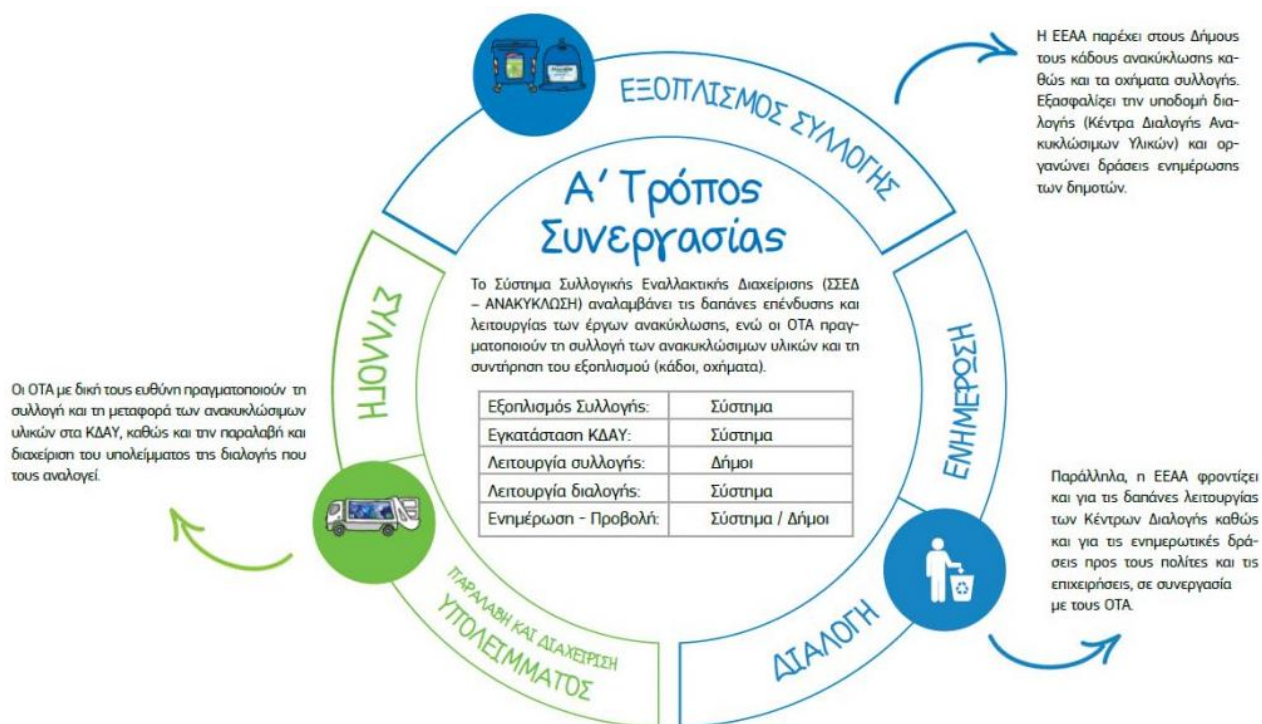 ΕΞΟΠΛΙΣΜΟΣ ΣΥΛΛΟΓΗΣ
Η ΕΕΑΑ παρέχει στους Δήμους
τους κάδους ανακύκλωσης κα-
θώς και τα οχήματα συλλογής.
Εξασφαλίζει την υποδομή δια-
λογής (Κέντρα Διαλογής Ανα-
κυκλώσιμων Υλικών) και ορ-
γανώνει δράσεις ενημέρωσης
των δημοτών.
Α' Τρόπος
Συνεργασίας
Το Σύστημα Συλλογικής Εναλλακτικής Διαχείρισης (ΣΣΕΔ
– ΑΝΑΚΥΚΛΩΣΗ) αναλαμβάνει τις δαπάνες επένδυσης και
λειτουργίας των έργων ανακύκλωσης, ενώ οι ΟΤΑ πραγ-
ματοποιούν τη συλλογή των ανακυκλώσιμων υλικών και τη
συντήρηση του εξοπλισμού (κάδοι, οχήματα).
Εξοπλισμός Συλλογής: Σύστημα
Εγκατάσταση ΚΔΑΥ: Σύστημα
Λειτουργία συλλογής: Δήμοι
Λειτουργία διαλογής: Σύστημα
Ενημέρωση - Προβολή: Σύστημα / Δήμοι
ΣΥΛΛΟΓΗ
ΕΝΗΜΕΡΩΣΗ
Οι ΟΤΑ με δική τους ευθύνη πραγματοποιούν τη
συλλογή και τη μεταφορά των ανακυκλώσιμων
υλικών στα ΚΔΑΥ, καθώς και την παραλαβή και
διαχείριση του υπολείμματος της διαλογής που
τους αναλογεί.
Παράλληλα, η ΕΕΑΑ φροντίζει
και για τις δαπάνες λειτουργίας
των Κέντρων Διαλογής καθώς
και για τις ενημερωτικές δρά-
σεις προς τους πολίτες και τις
επιχειρήσεις, σε συνεργασία
με τους ΟΤΑ.
ΠΑΡΑΛΑΒΗ ΚΑΙ ΔΙΑΧΕΙΡΙΣΗ
ΥΠΟΛΕΙΜΜΑΤΟΣ
ΔΙΑΛΟΓΗ